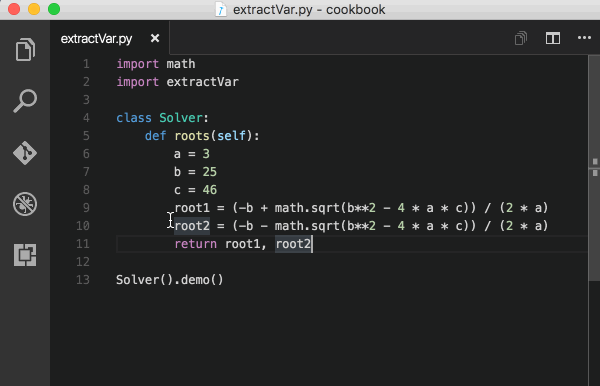 extractVar.py - cookbook
extractVar.py ×
1 import math
2 import extractVar
3
4 class Solver:
5     def roots(self):
6         a = 3
7         b = 25
8         c = 46
9         root1 = (-b + math.sqrt(b**2 - 4 * a * c)) / (2 * a)
10         root2 = (-b - math.sqrt(b**2 - 4 * a * c)) / (2 * a)
11         return root1, root2
12
13 Solver().demo()